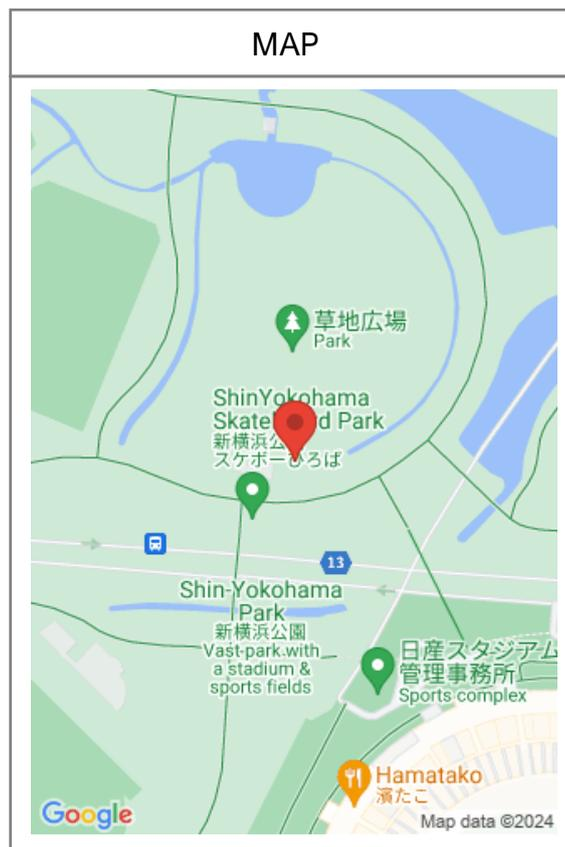 MAP
草地広場
Park
ShinYokohama
Skate d Park
新横浜公
スケボーひろば
13
Shin-Yokohama
Park
新横浜公園
Vast park with
a stadium &
sports fields
日産スタジアム
管理事務所
Sports complex
Hamatako
濱たこ
Google
Map data ©2024